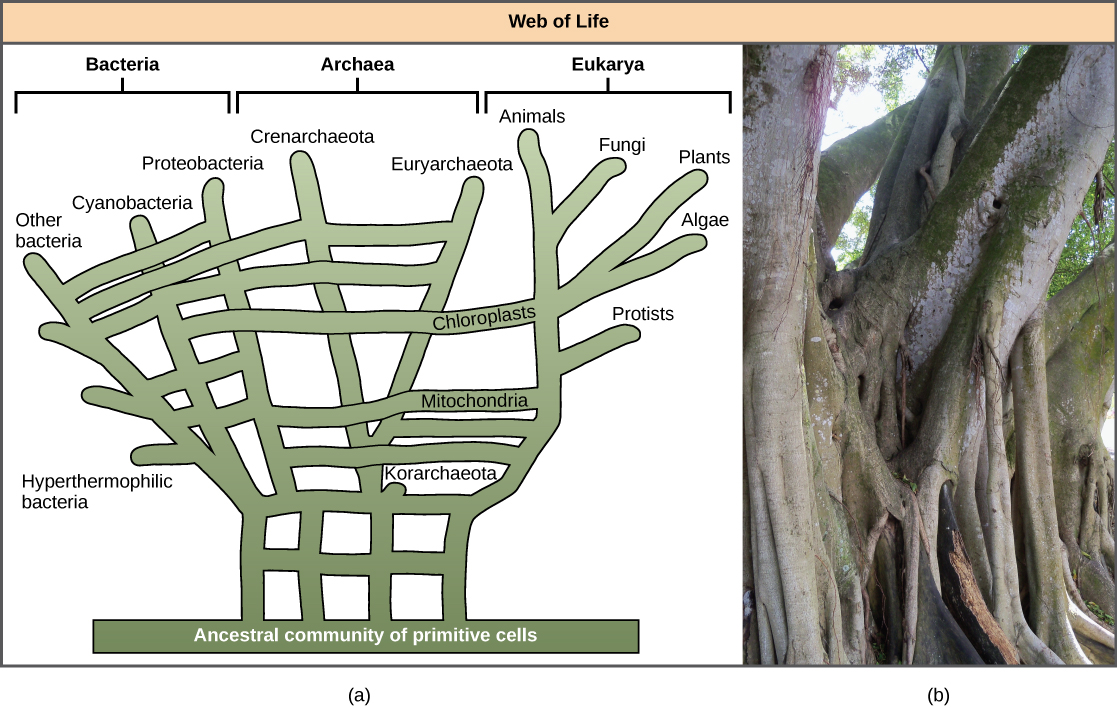 Web of Life
Bacteria
Archaea
Eukarya
Animals
Crenarchaeota
Fungi
Proteobacteria
Euryarchaeota
Plants
Cyanobacteria
Other
bacteria
Algae
Chloroplasts
Protists
Mitochondria
Korarchaeota
Hyperthermophilic
bacteria
Ancestral community of primitive cells
(a)
(b)